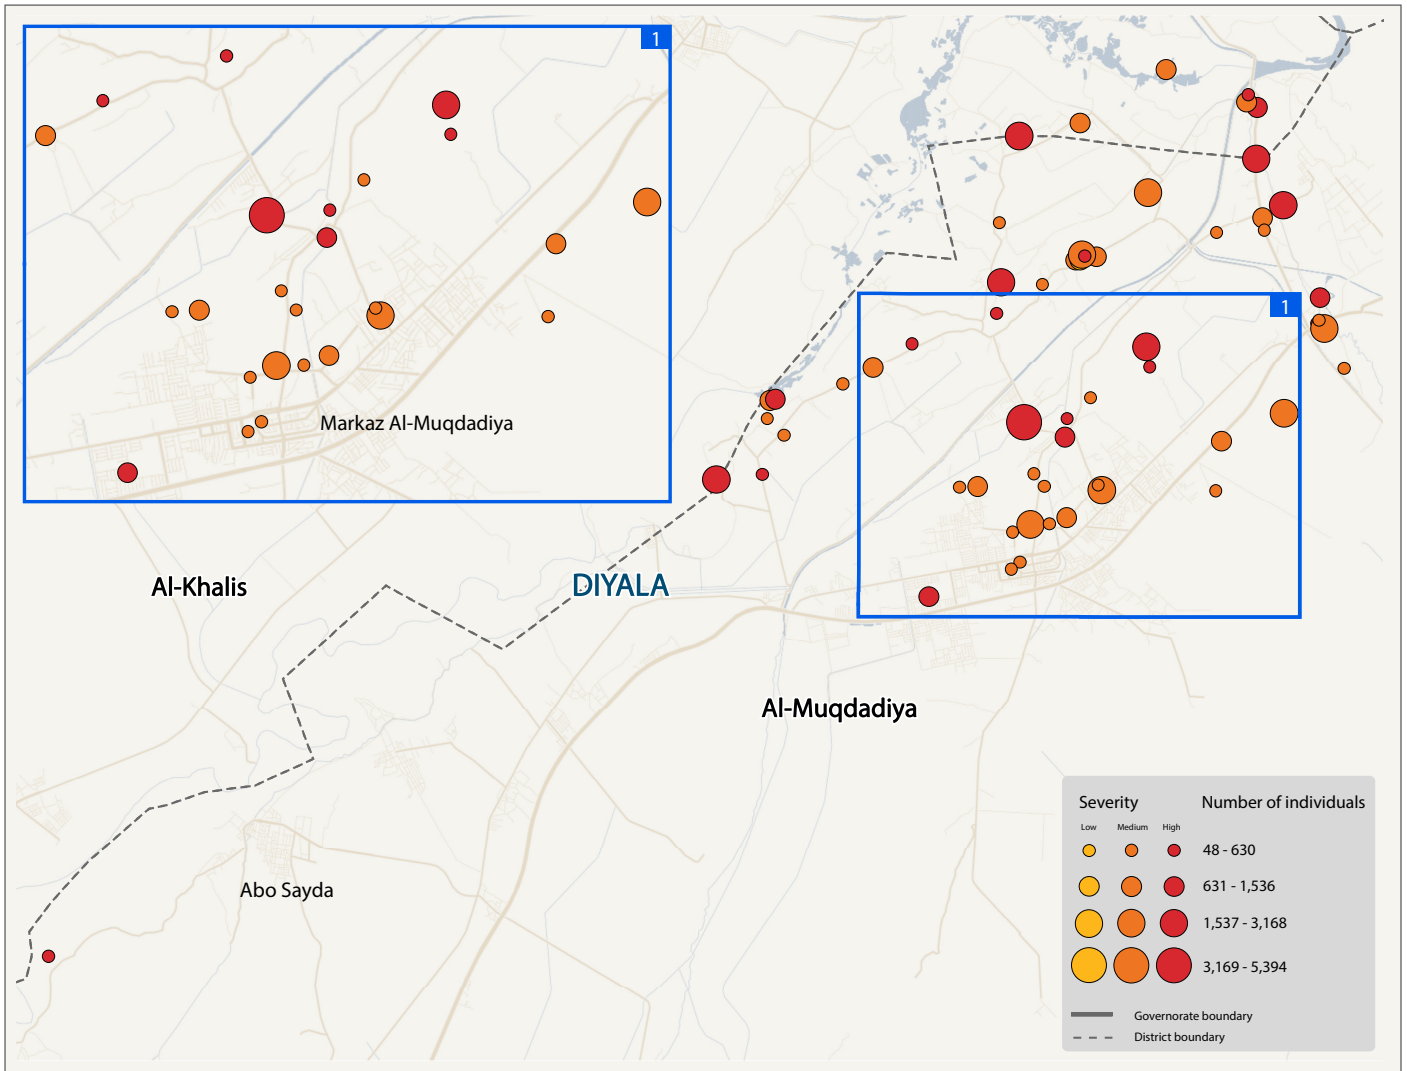 1
1
Markaz Al-Muqdadiya
Al-Khalis
DIYALA
Al-Muqdadiya
Abo Sayda
Severity
Number of individuals
Low
Medium
High
48 - 630
631 - 1,536
1,537 - 3,168
3,169 - 5,394
Governorate boundary
District boundary